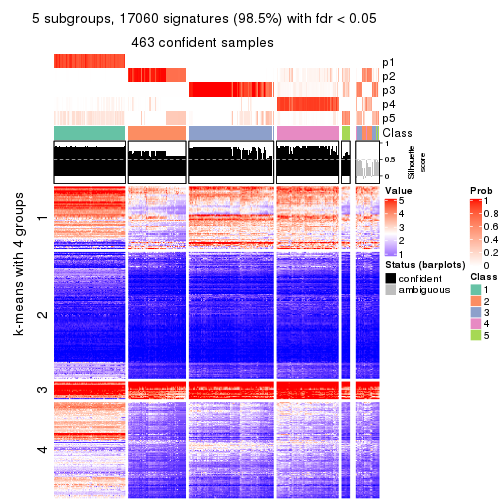 5 subgroups, 17060 signatures (98.5%) with fdr < 0.05
463 confident samples
p1
p2
p3
p4
p5
Class
1
0.5
0
Silhouette
score
k-means with 4 groups
1
2
3
4
Value
5
4
3
2
1
Status (barplots)
confident
ambiguous
Prob
1
0.8
0.6
0.4
0.2
0
Class
1
2
3
4
5